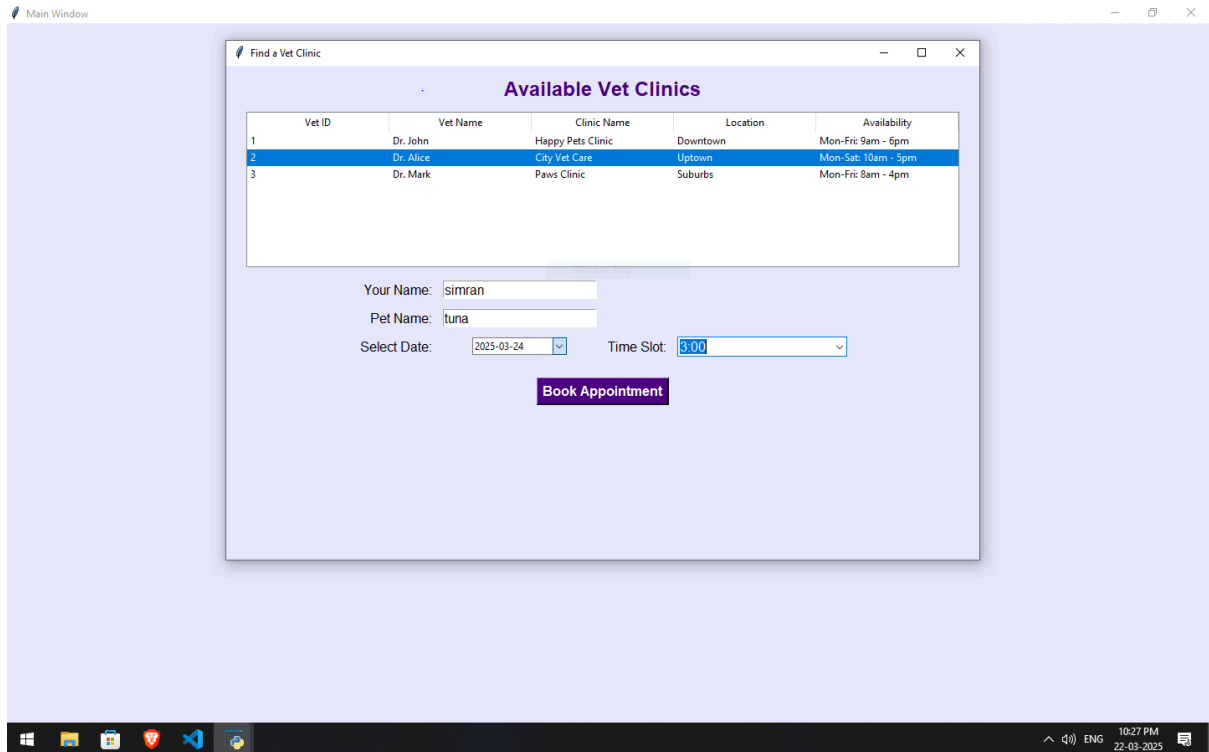 Main Window
Find a Vet Clinic
Available Vet Clinics
Vet ID Vet Name Clinic Name Location Availability
1 Dr. John Happy Pets Clinic Downtown Mon-Fri: 9am - 6pm
2 Dr. Alice City Vet Care Uptown Mon-Sat: 10am - 5pm
3 Dr. Mark Paws Clinic Suburbs Mon-Fri: 8am - 4pm
Window Snip
Your Name: simran
Pet Name: tuna
Select Date: 2025-03-24 Time Slot: 3:00
Book Appointment
ENG 10:27 PM
22-03-2025